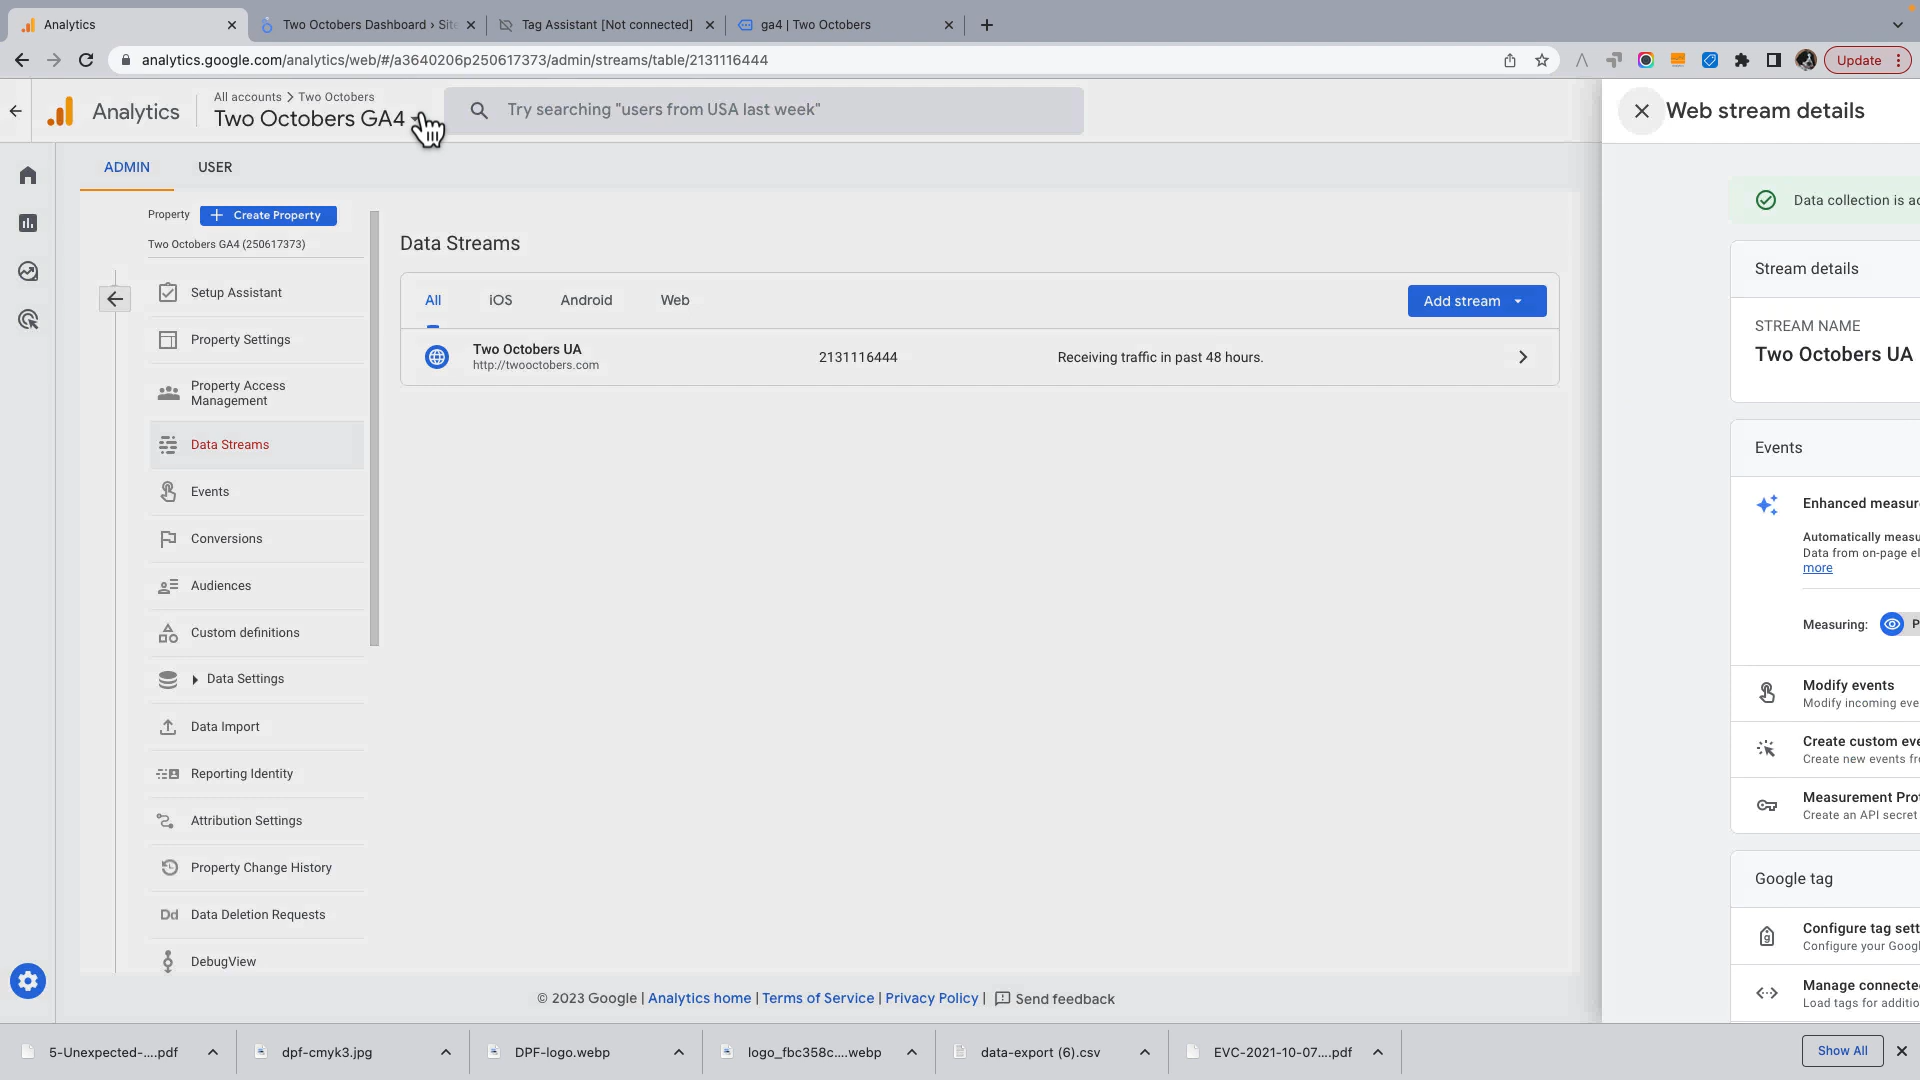 Analytics
Two Octobers Dashboard › Site
Tag Assistant [Not connected]
ga4 | Two Octobers
analytics.google.com/analytics/web/#/a3640206p250617373/admin/streams/table/2131116444
Update
Analytics
All accounts > Two Octobers
Two Octobers GA4
Try searching "users from USA last week"
Web stream details
ADMIN
USER
Property
Create Property
Two Octobers GA4 (250617373)
Setup Assistant
Property Settings
Property Access
Management
Data Streams
Events
Conversions
Audiences
Custom definitions
Data Settings
Data Import
Reporting Identity
Attribution Settings
Property Change History
Dd Data Deletion Requests
DebugView
Data Streams
All
iOS
Android
Web
Add stream
Two Octobers UA
http://twooctobers.com
2131116444
Receiving traffic in past 48 hours.
Data collection is ac
Stream details
STREAM NAME
Two Octobers UA
Events
Enhanced measur
Automatically measu
Data from on-page el
more
Measuring:
P
Modify events
Modify incoming eve
Create custom eve
Create new events fro
Measurement Prot
Create an API secret
Google tag
Configure tag sett
Configure your Googl
Manage connected
Load tags for additio
© 2023 Google | Analytics home | Terms of Service | Privacy Policy | Send feedback
5-Unexpected-....pdf
dpf-cmyk3.jpg
DPF-logo.webp
logo_fbc358c....webp
data-export (6).csv
EVC-2021-10-07....pdf
Show All